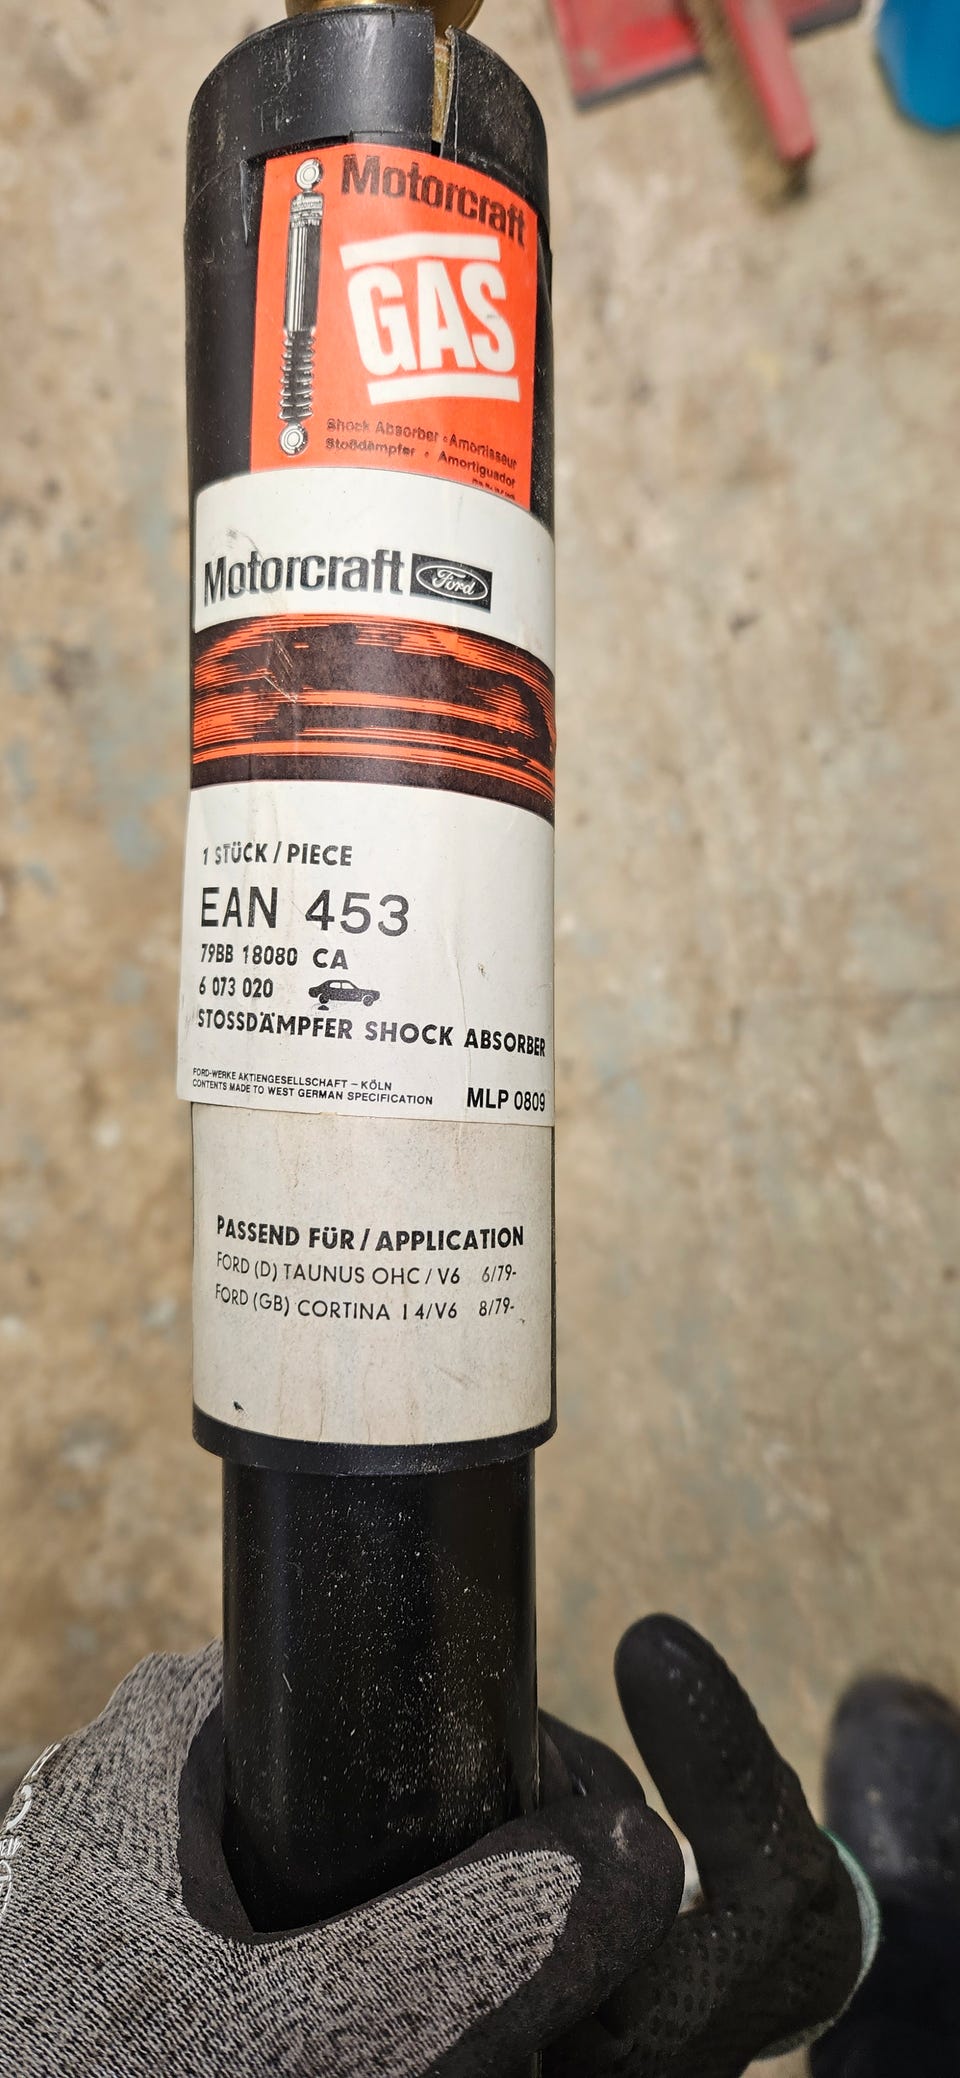 Motorcraft
GAS
Shock Absorber • Amortisseur
Stoßdämpfer • Amortiguador
Motorcraft Ford
1 STÜCK / PIECE
EAN 453
79BB 18080 CA
6 073 020
STOSSDÄMPFER SHOCK ABSORBER
FORD-WERKE AKTIENGESELLSCHAFT – KÖLN
CONTENTS MADE TO WEST GERMAN SPECIFICATION
MLP 0809
PASSEND FÜR / APPLICATION
FORD (D) TAUNUS OHC / V6 6/79-
FORD (GB) CORTINA I 4/V6 8/79-